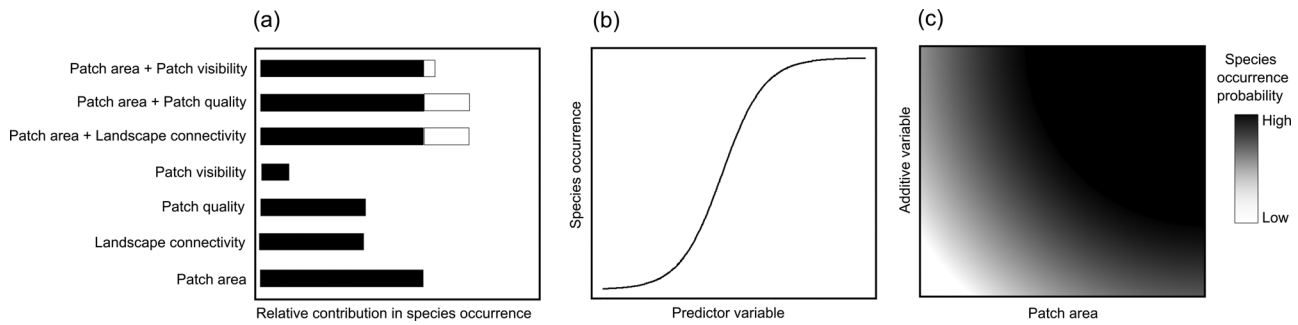 (a)
Patch area + Patch visibility
Patch area + Patch quality
Patch area + Landscape connectivity
Patch visibility
Patch quality
Landscape connectivity
Patch area
Relative contribution in species occurrence
(b)
Species occurrence
Predictor variable
(c)
Additive variable
Patch area
Species
occurrence
probability
High
Low